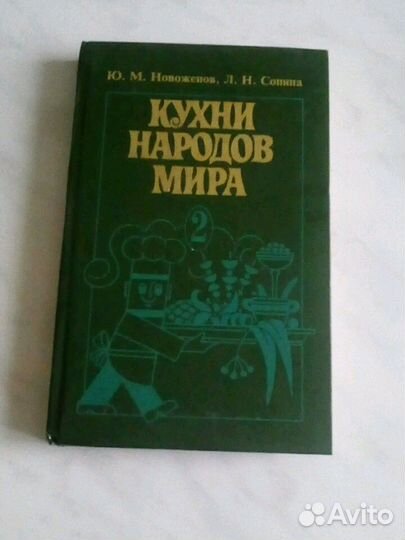 Ю. М. Новоженов, Л. Н. Сопина
КУХНИ
НАРОДОВ
МИРА
2
Avito